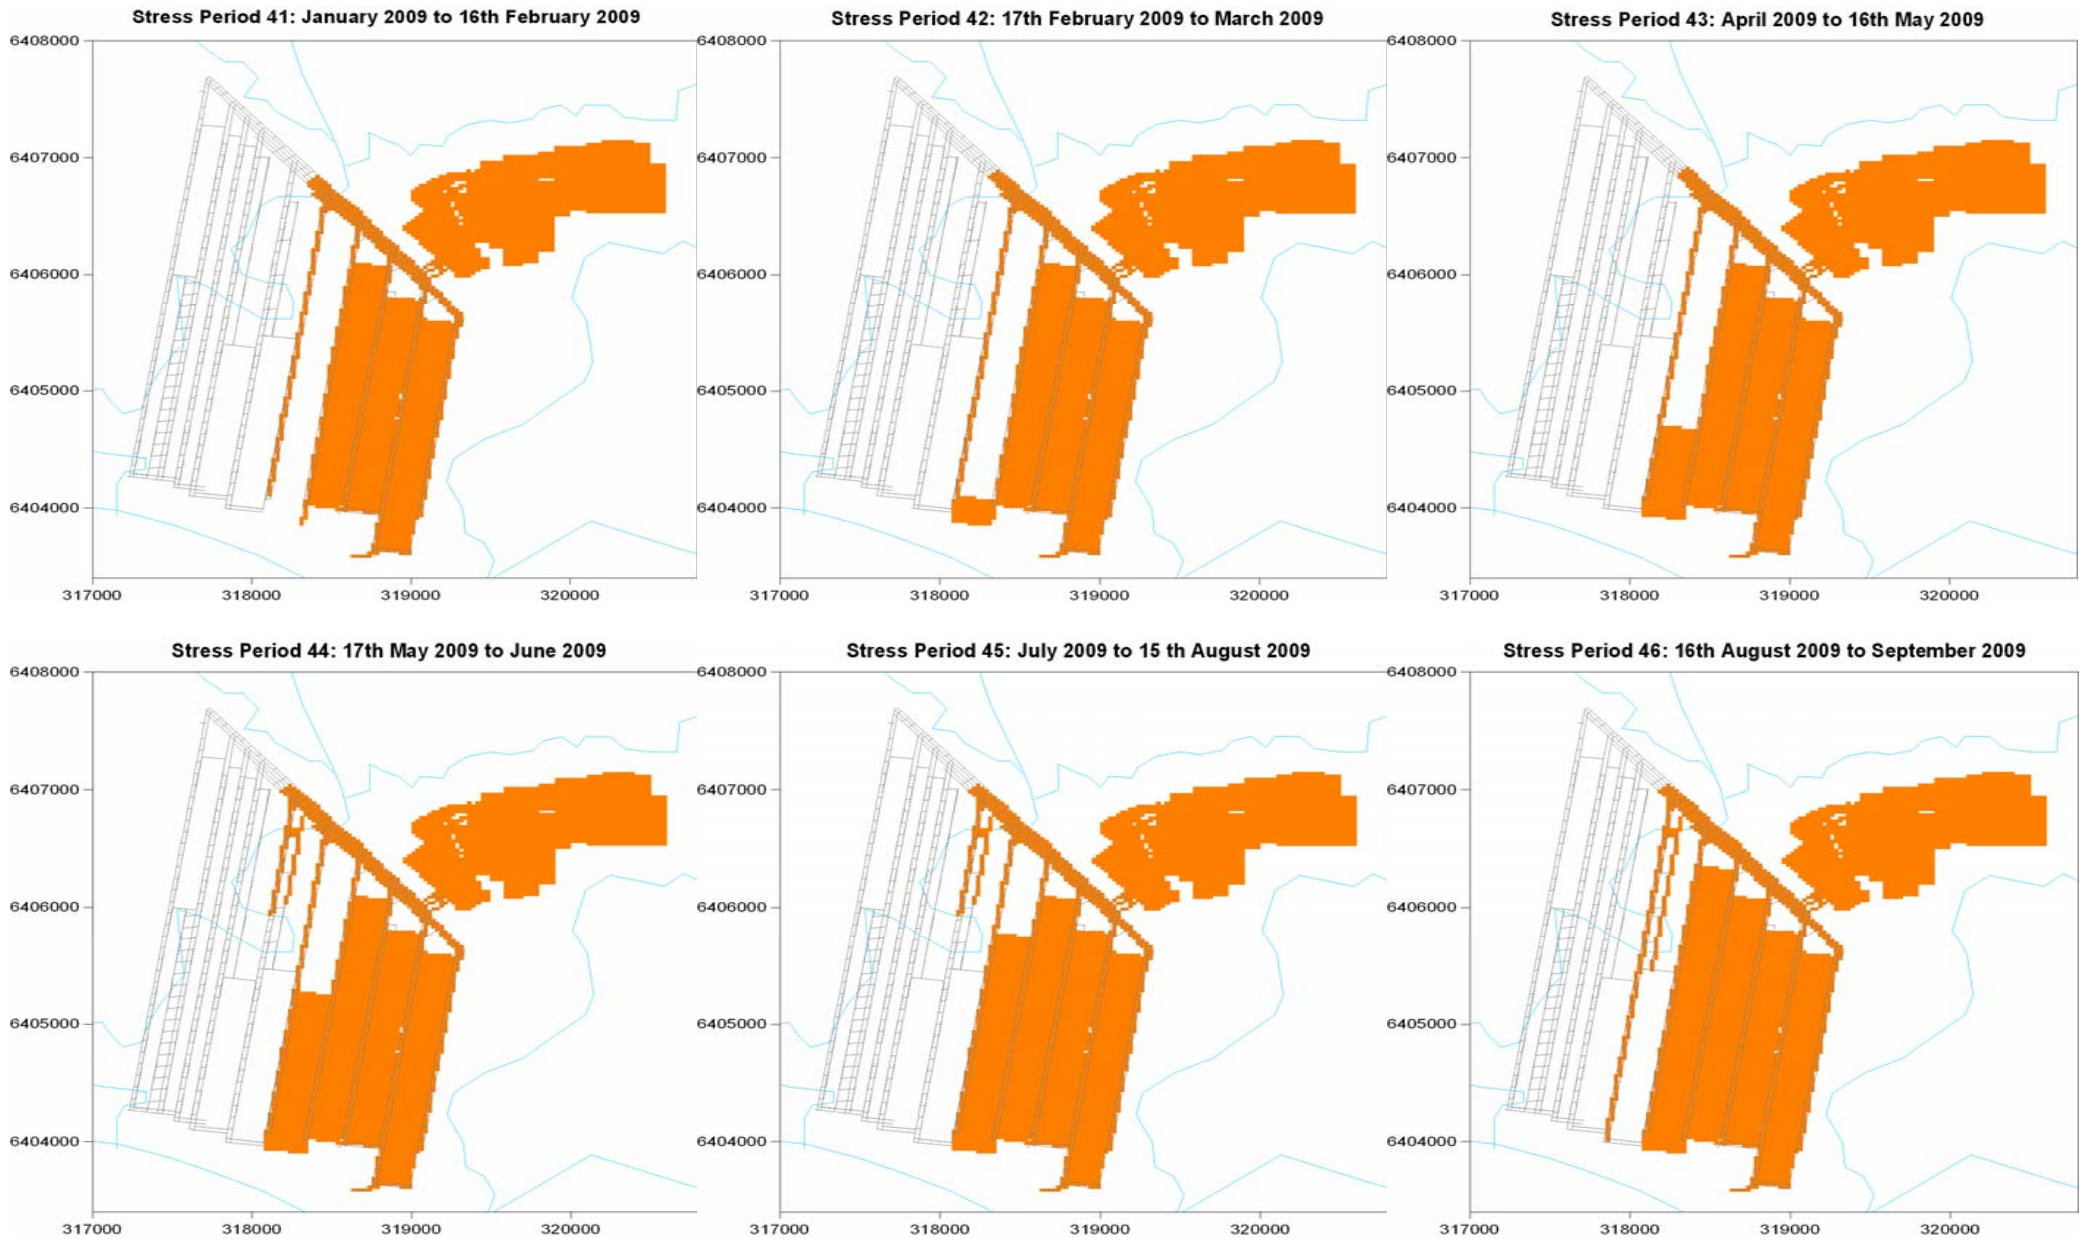 Stress Period 41: January 2009 to 16th February 2009
6408000
6407000
6406000
6405000
6404000
317000 318000 319000 320000
Stress Period 42: 17th February 2009 to March 2009
6408000
6407000
6406000
6405000
6404000
317000 318000 319000 320000
Stress Period 43: April 2009 to 16th May 2009
6408000
6407000
6406000
6405000
6404000
317000 318000 319000 320000
Stress Period 44: 17th May 2009 to June 2009
6408000
6407000
6406000
6405000
6404000
317000 318000 319000 320000
Stress Period 45: July 2009 to 15 th August 2009
6408000
6407000
6406000
6405000
6404000
317000 318000 319000 320000
Stress Period 46: 16th August 2009 to September 2009
6408000
6407000
6406000
6405000
6404000
317000 318000 319000 320000